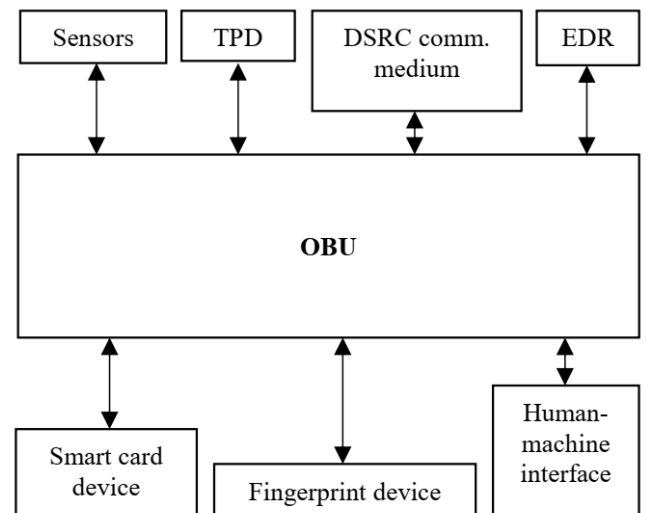 Sensors
TPD
DSRC comm.
medium
EDR
OBU
Smart card
device
Fingerprint device
Human-
machine
interface